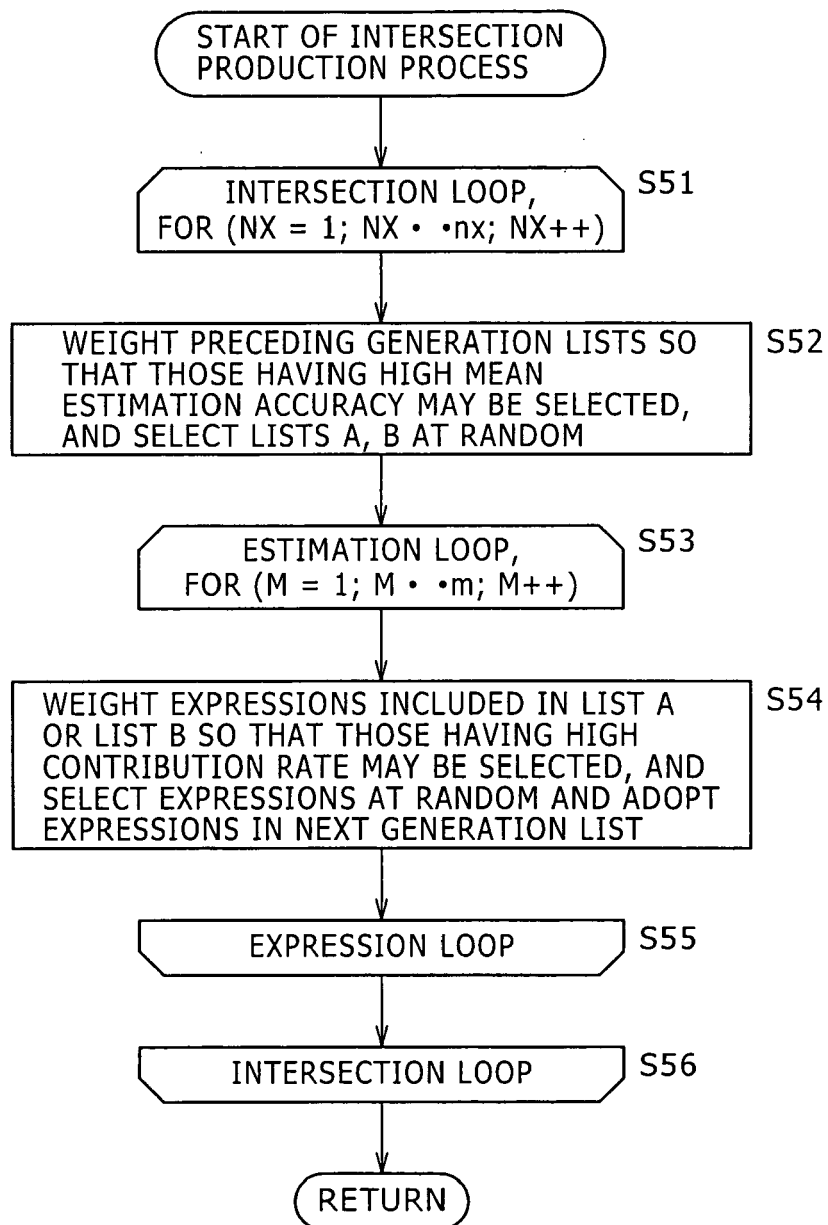 START OF INTERSECTION
PRODUCTION PROCESS
INTERSECTION LOOP,
FOR (NX = 1; NX • •nx; NX++)
S51
WEIGHT PRECEDING GENERATION LISTS SO
THAT THOSE HAVING HIGH MEAN
ESTIMATION ACCURACY MAY BE SELECTED,
AND SELECT LISTS A, B AT RANDOM
S52
ESTIMATION LOOP,
FOR (M = 1; M • •m; M++)
S53
WEIGHT EXPRESSIONS INCLUDED IN LIST A
OR LIST B SO THAT THOSE HAVING HIGH
CONTRIBUTION RATE MAY BE SELECTED, AND
SELECT EXPRESSIONS AT RANDOM AND ADOPT
EXPRESSIONS IN NEXT GENERATION LIST
S54
EXPRESSION LOOP
S55
INTERSECTION LOOP
S56
RETURN